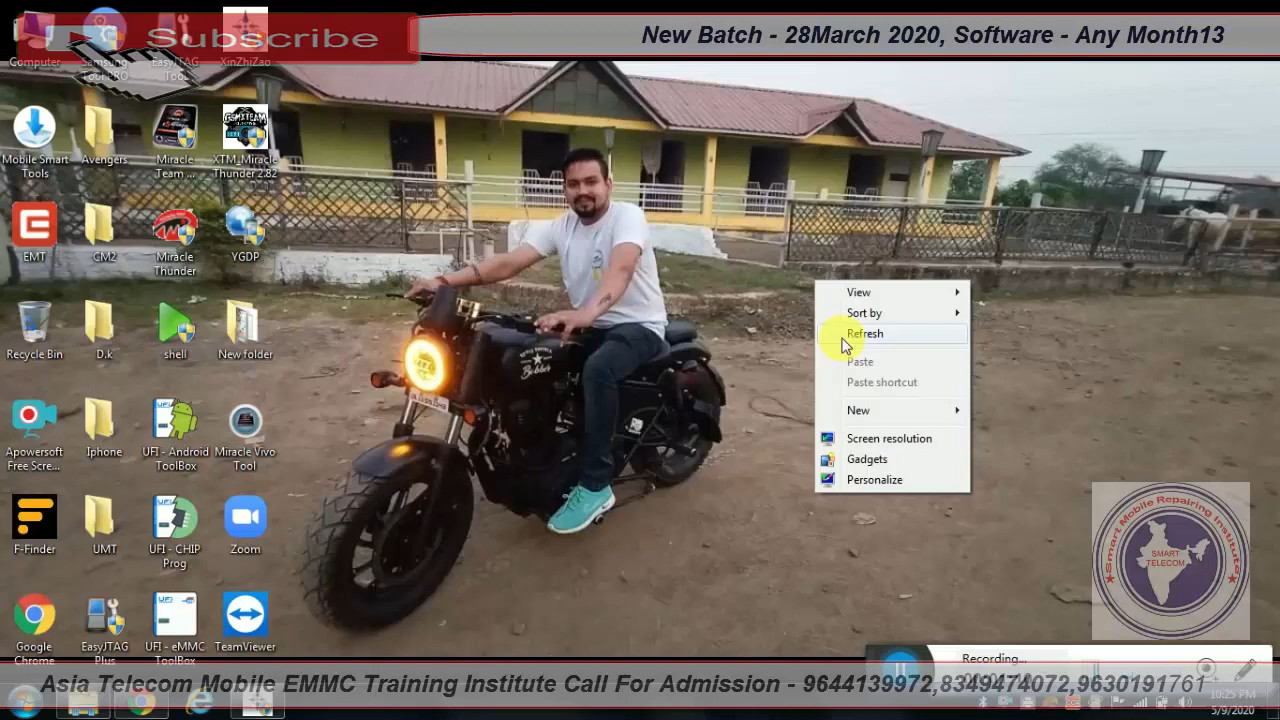 Subscribe
New Batch - 28March 2020, Software - Any Month13
Computer
Samsung
Tool PRO
EasyJTAG
Tool
XinZhiZao
Mobile Smart
Tools
Avengers
Miracle
Team ...
XTM_Miracle
Thunder 2.82
EMT
CM2
Miracle
Thunder
YGDP
Recycle Bin
D.k
shell
New folder
Apowersoft
Free Scre...
Iphone
UFI - Android
ToolBox
Miracle Vivo
Tool
F-Finder
UMT
UFI - CHIP
Prog
Zoom
Google
Chrome
EasyJTAG
Plus
UFI - eMMC
ToolBox
TeamViewer
View
Sort by
Refresh
Paste
Paste shortcut
New
Screen resolution
Gadgets
Personalize
Smart Mobile Repairing Institute
SMART
TELECOM
Recording...
Asia Telecom Mobile EMMC Training Institute Call For Admission - 9644139972,8349474072,9630191761
10:25 PM
5/9/2020